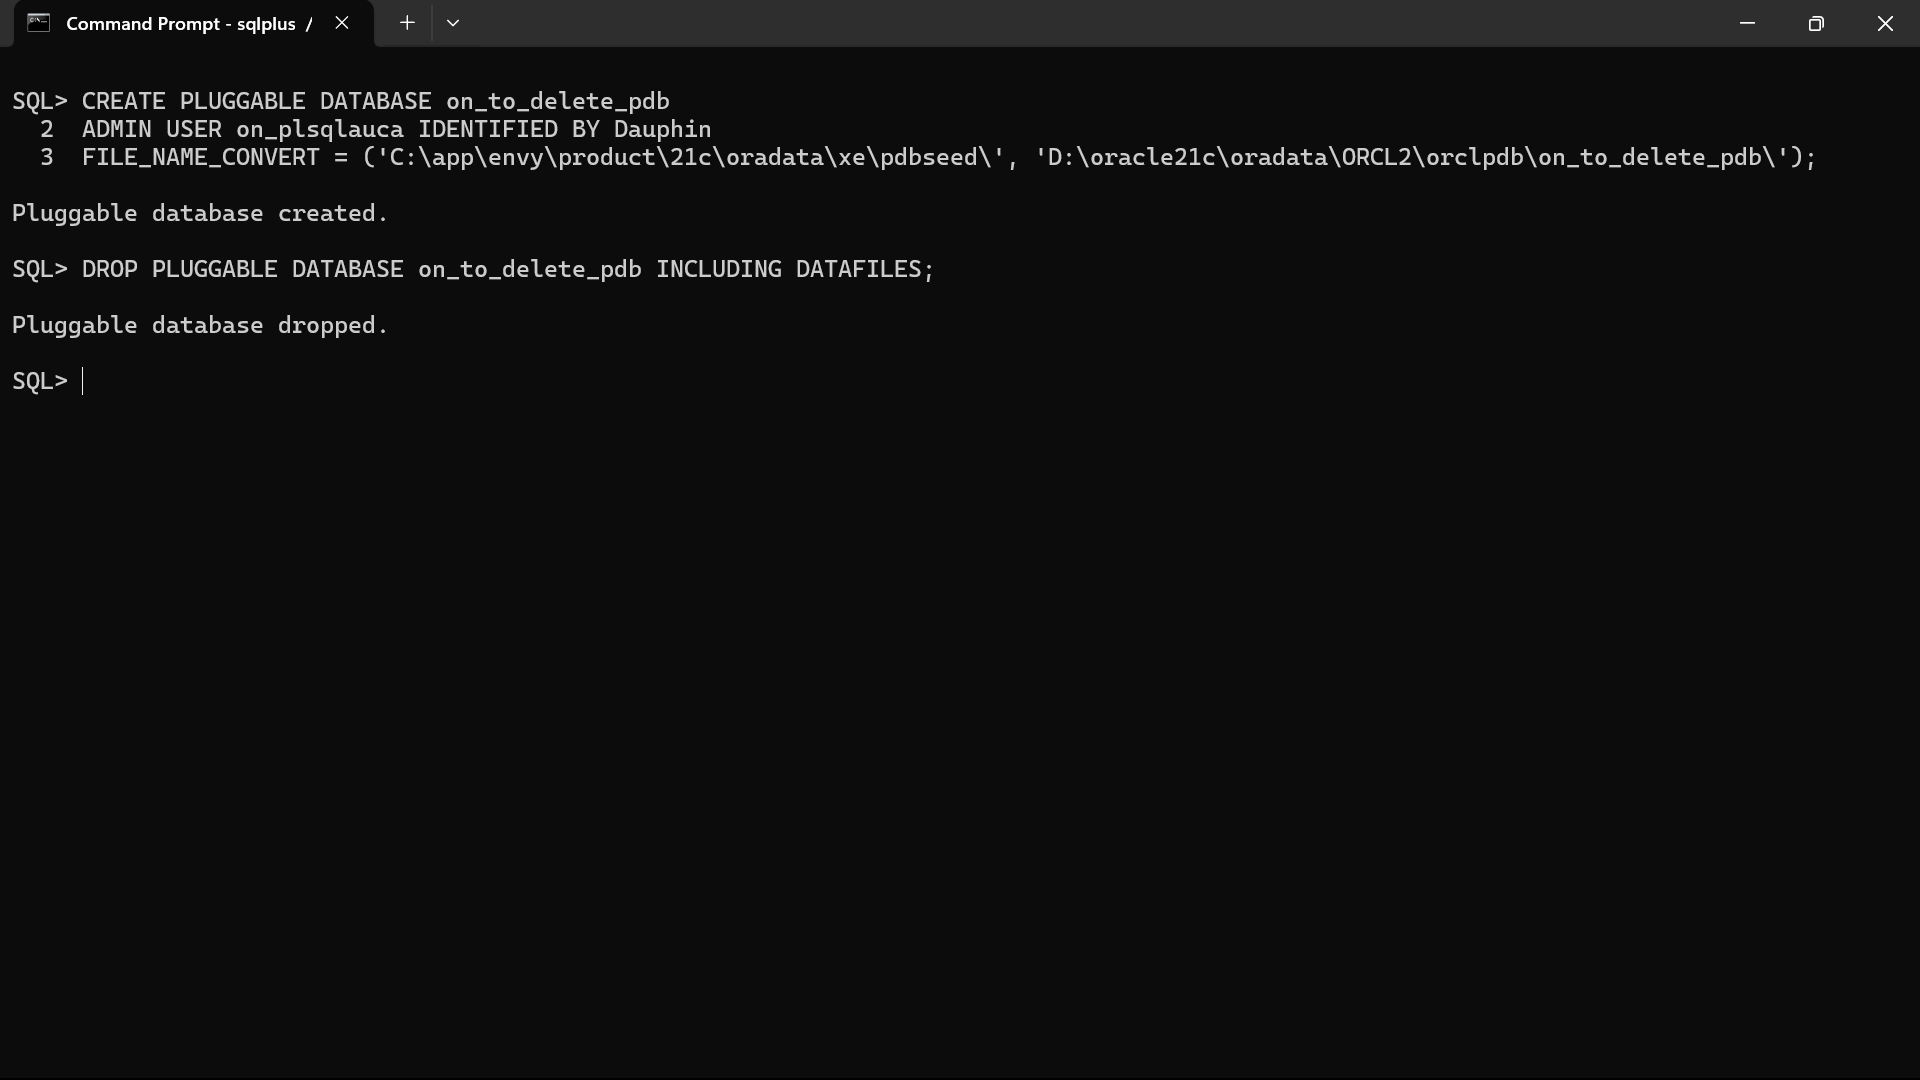 Command Prompt - sqlplus /
SQL> CREATE PLUGGABLE DATABASE on_to_delete_pdb
  2  ADMIN USER on_plsqlauca IDENTIFIED BY Dauphin
  3  FILE_NAME_CONVERT = ('C:\app\envy\product\21c\oradata\xe\pdbseed\', 'D:\oracle21c\oradata\ORCL2\orclpdb\on_to_delete_pdb\');
Pluggable database created.
SQL> DROP PLUGGABLE DATABASE on_to_delete_pdb INCLUDING DATAFILES;
Pluggable database dropped.
SQL>